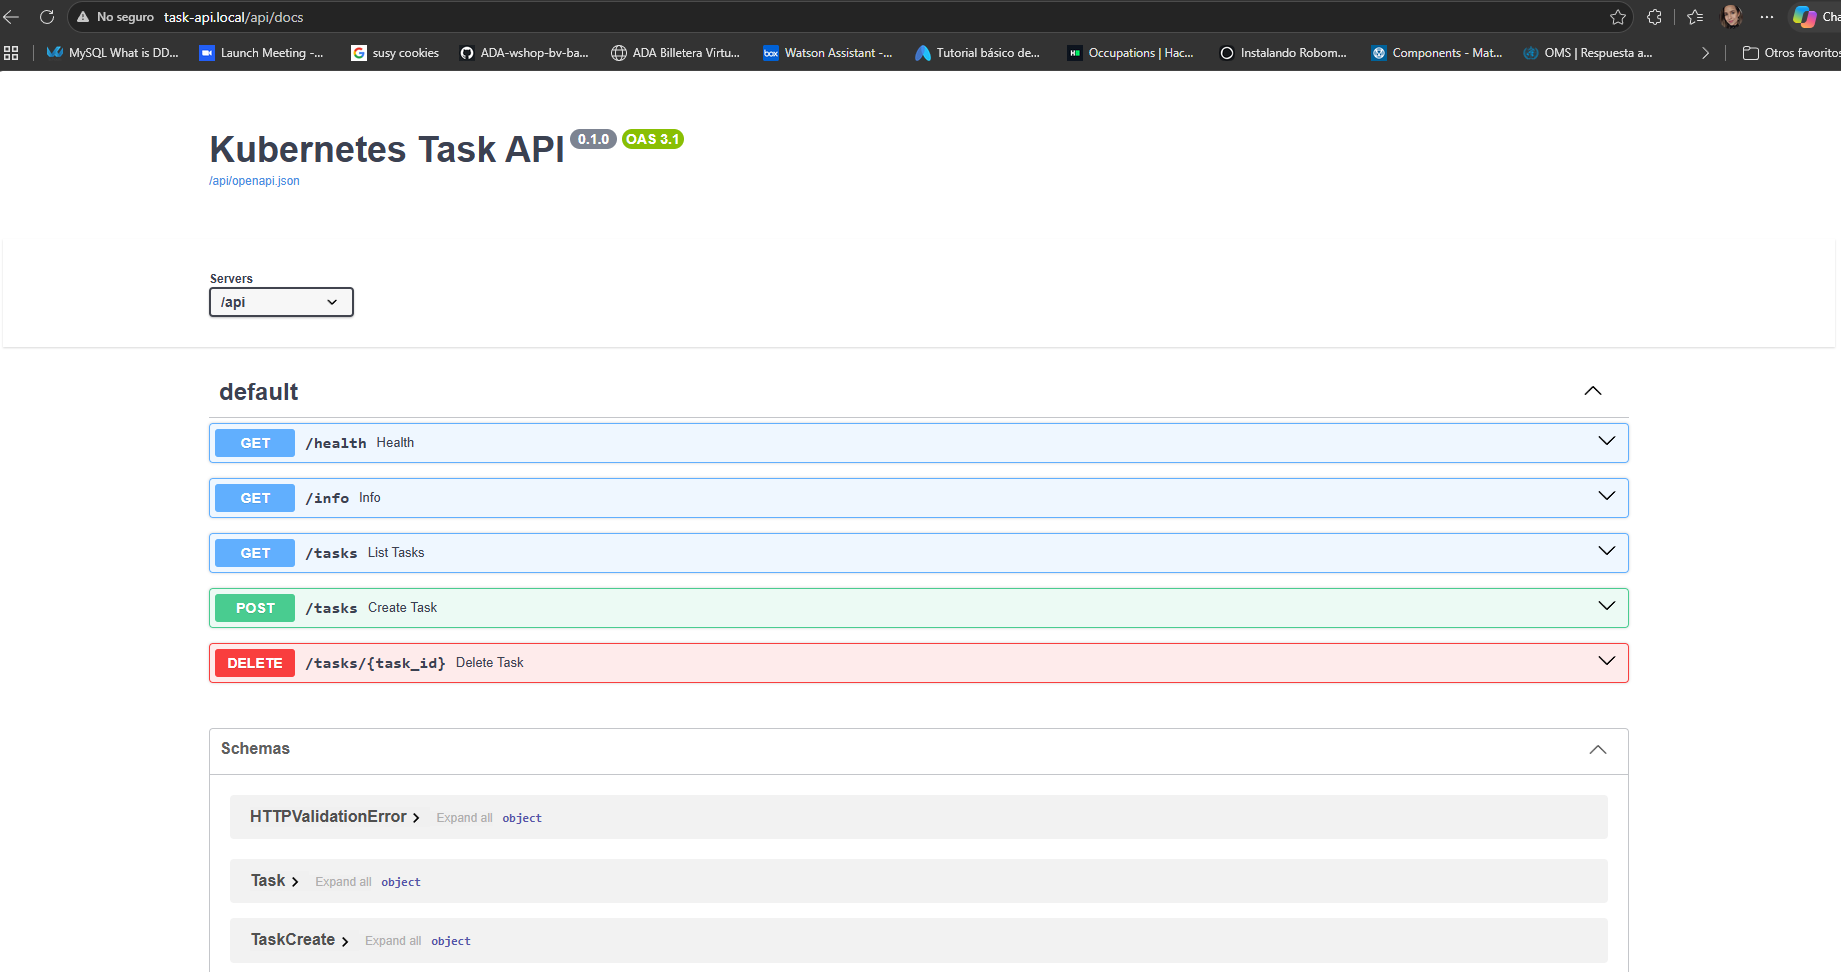 No seguro task-api.local/api/docs
Cha
MySQL What is DD... Launch Meeting -... susy cookies ADA-wshop-bv-ba... ADA Billetera Virtu... Watson Assistant -... Tutorial básico de... Occupations | Hac... Instalando Robom... Components - Mat... OMS | Respuesta a... Otros favoritos
Kubernetes Task API 0.1.0 OAS 3.1
/api/openapi.json
Servers
/api
default
GET /health Health
GET /info Info
GET /tasks List Tasks
POST /tasks Create Task
DELETE /tasks/{task_id} Delete Task
Schemas
HTTPValidationError Expand all object
Task Expand all object
TaskCreate Expand all object